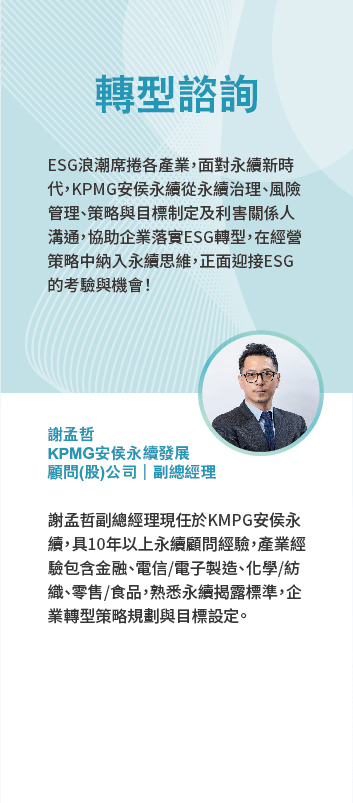 轉型諮詢
ESG浪潮席捲各產業，面對永續新時
代，KPMG安侯永續從永續治理、風險
管理、策略與目標制定及利害關係人
溝通，協助企業落實ESG轉型，在經營
策略中納入永續思維，正面迎接ESG
的考驗與機會！
謝孟哲
KPMG安侯永續發展
顧問(股)公司｜副總經理
謝孟哲副總經理現任於KMPG安侯永
續，具10年以上永續顧問經驗，產業經
驗包含金融、電信/電子製造、化學/紡
織、零售/食品，熟悉永續揭露標準，企
業轉型策略規劃與目標設定。